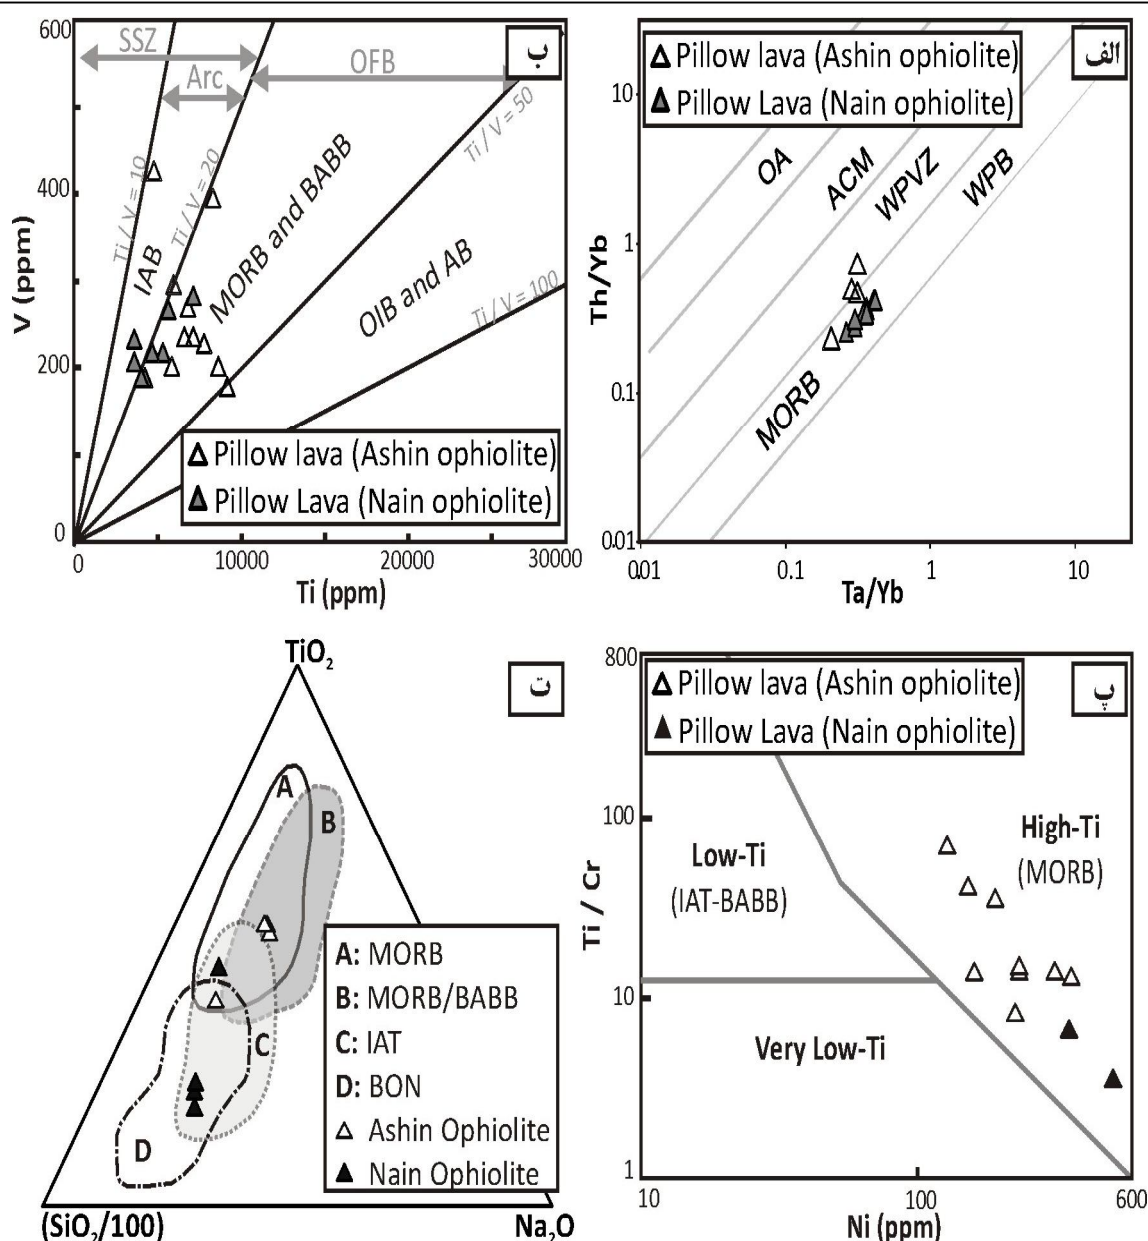 ب
600
400
200
0
V (ppm)
SSZ
Arc
OFB
Ti / V = 10
Ti / V = 20
Ti / V = 50
Ti / V = 100
IAB
MORB and BABB
OIB and AB
Pillow lava (Ashin ophiolite)
Pillow Lava (Nain ophiolite)
0
10000
20000
30000
Ti (ppm)
الف
Pillow lava (Ashin ophiolite)
Pillow Lava (Nain ophiolite)
10
1
0.1
0.01
Th/Yb
OA
ACM
WPVZ
WPB
MORB
0.01
0.1
1
10
Ta/Yb
ت
TiO₂
A
B
C
D
A: MORB
B: MORB/BABB
C: IAT
D: BON
Ashin Ophiolite
Nain Ophiolite
(SiO₂/100)
Na₂O
پ
Pillow lava (Ashin ophiolite)
Pillow Lava (Nain ophiolite)
800
100
10
1
Ti / Cr
Low-Ti
(IAT-BABB)
High-Ti
(MORB)
Very Low-Ti
10
100
600
Ni (ppm)